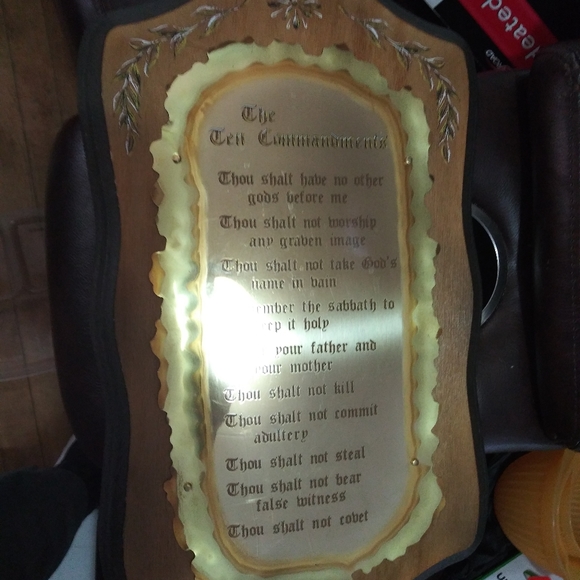 The
Ten Commandments
Thou shalt have no other
gods before me
Thou shalt not worship
any graven image
Thou shalt not take God's
name in vain
ember the sabbath to
ep it holy
your father and
your mother
Thou shalt not kill
Thou shalt not commit
adultery
Thou shalt not steal
Thou shalt not bear
false witness
Thou shalt not covet
eated